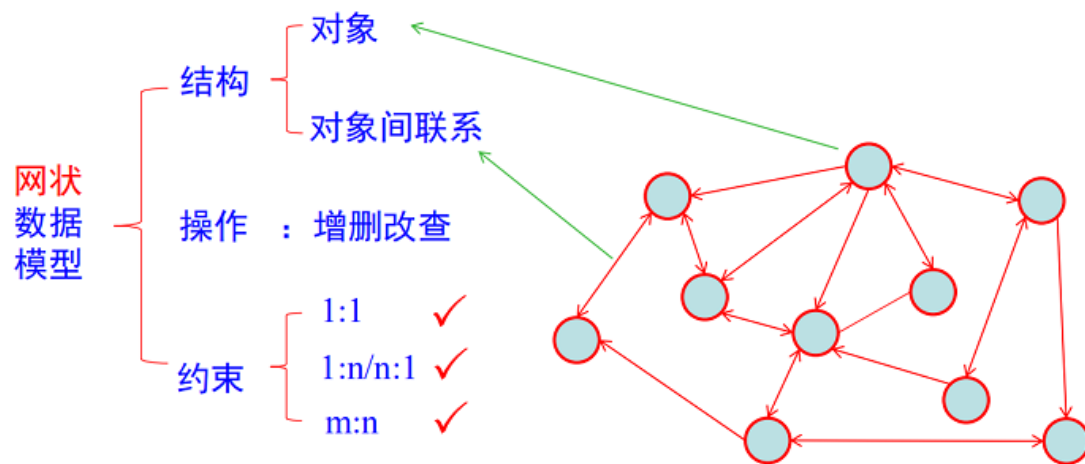 网状
数据
模型
结构
对象
对象间联系
操作 : 增删改查
约束
1:1 ✓
1:n/n:1 ✓
m:n ✓